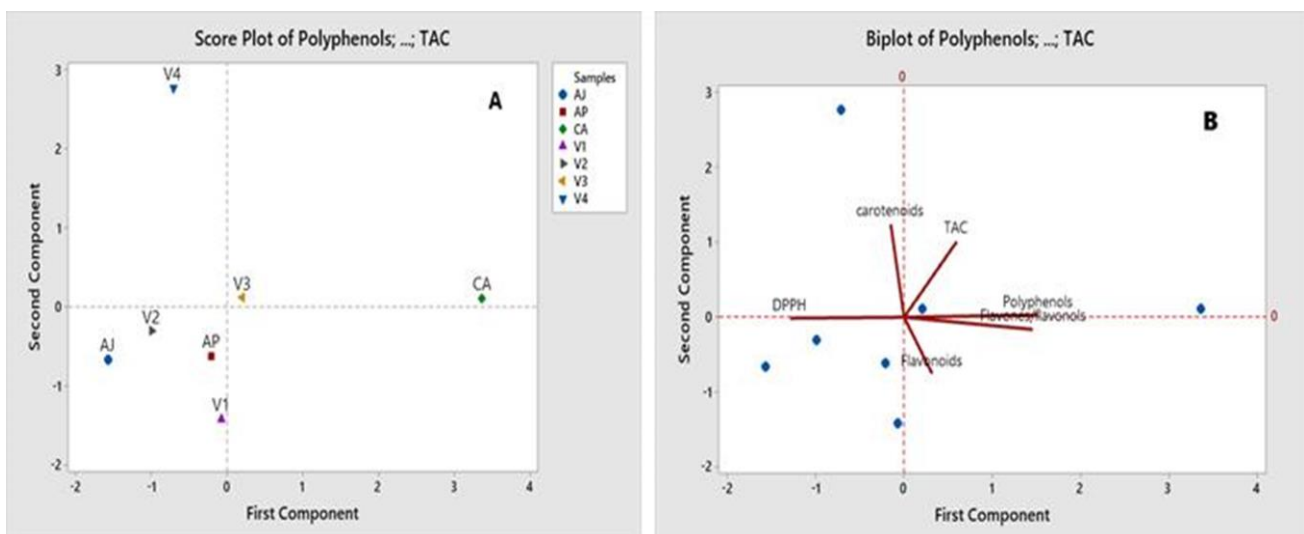 Score Plot of Polyphenols; ...; TAC
A
3
2
1
0
-1
-2
Second Component
V4
V3
CA
V2
AJ
AP
V1
-2
-1
0
1
2
3
4
First Component
Samples
AJ
AP
CA
V1
V2
V3
V4
Biplot of Polyphenols; ...; TAC
0
B
3
2
1
0
-1
-2
Second Component
carotenoids
TAC
DPPH
Polyphenols
Flavones/flavonols
Flavonoids
0
-2
-1
0
1
2
3
4
First Component